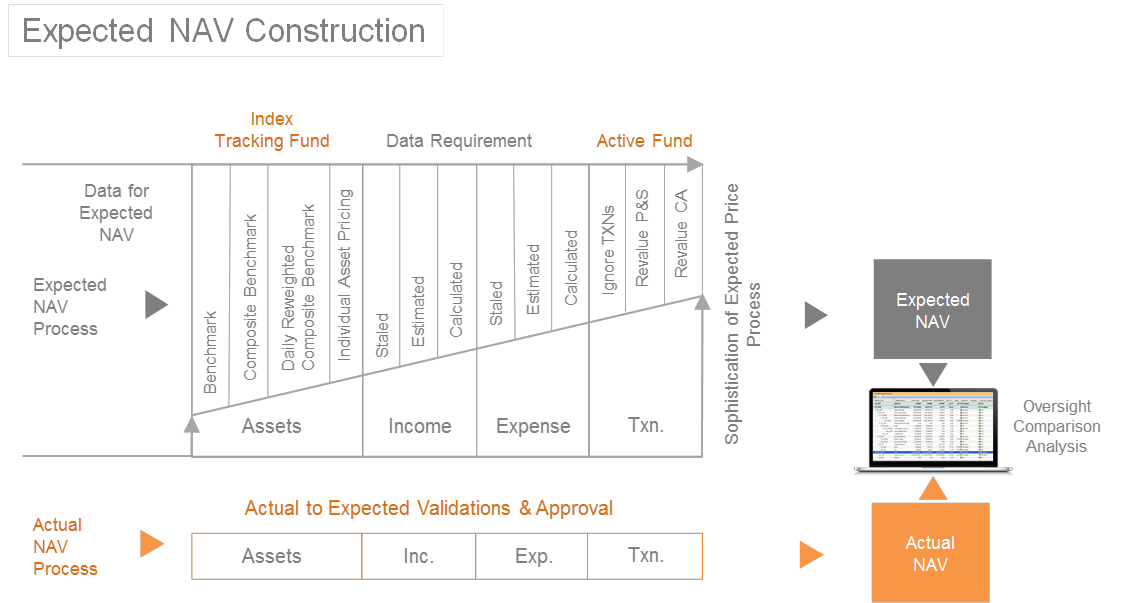 Expected NAV Construction
Index
Tracking Fund
Data Requirement
Active Fund
Data for
Expected
NAV
Expected
NAV
Process
Benchmark
Composite Benchmark
Daily Reweighted
Composite Benchmark
Individual Asset Pricing
Staled
Estimated
Calculated
Staled
Estimated
Calculated
Ignore TXNs
Revalue P&S
Revalue CA
Sophistication of Expected Price
Process
Assets
Income
Expense
Txn.
Expected
NAV
Oversight
Comparison
Analysis
Actual to Expected Validations & Approval
Actual
NAV
Process
Assets
Inc.
Exp.
Txn.
Actual
NAV